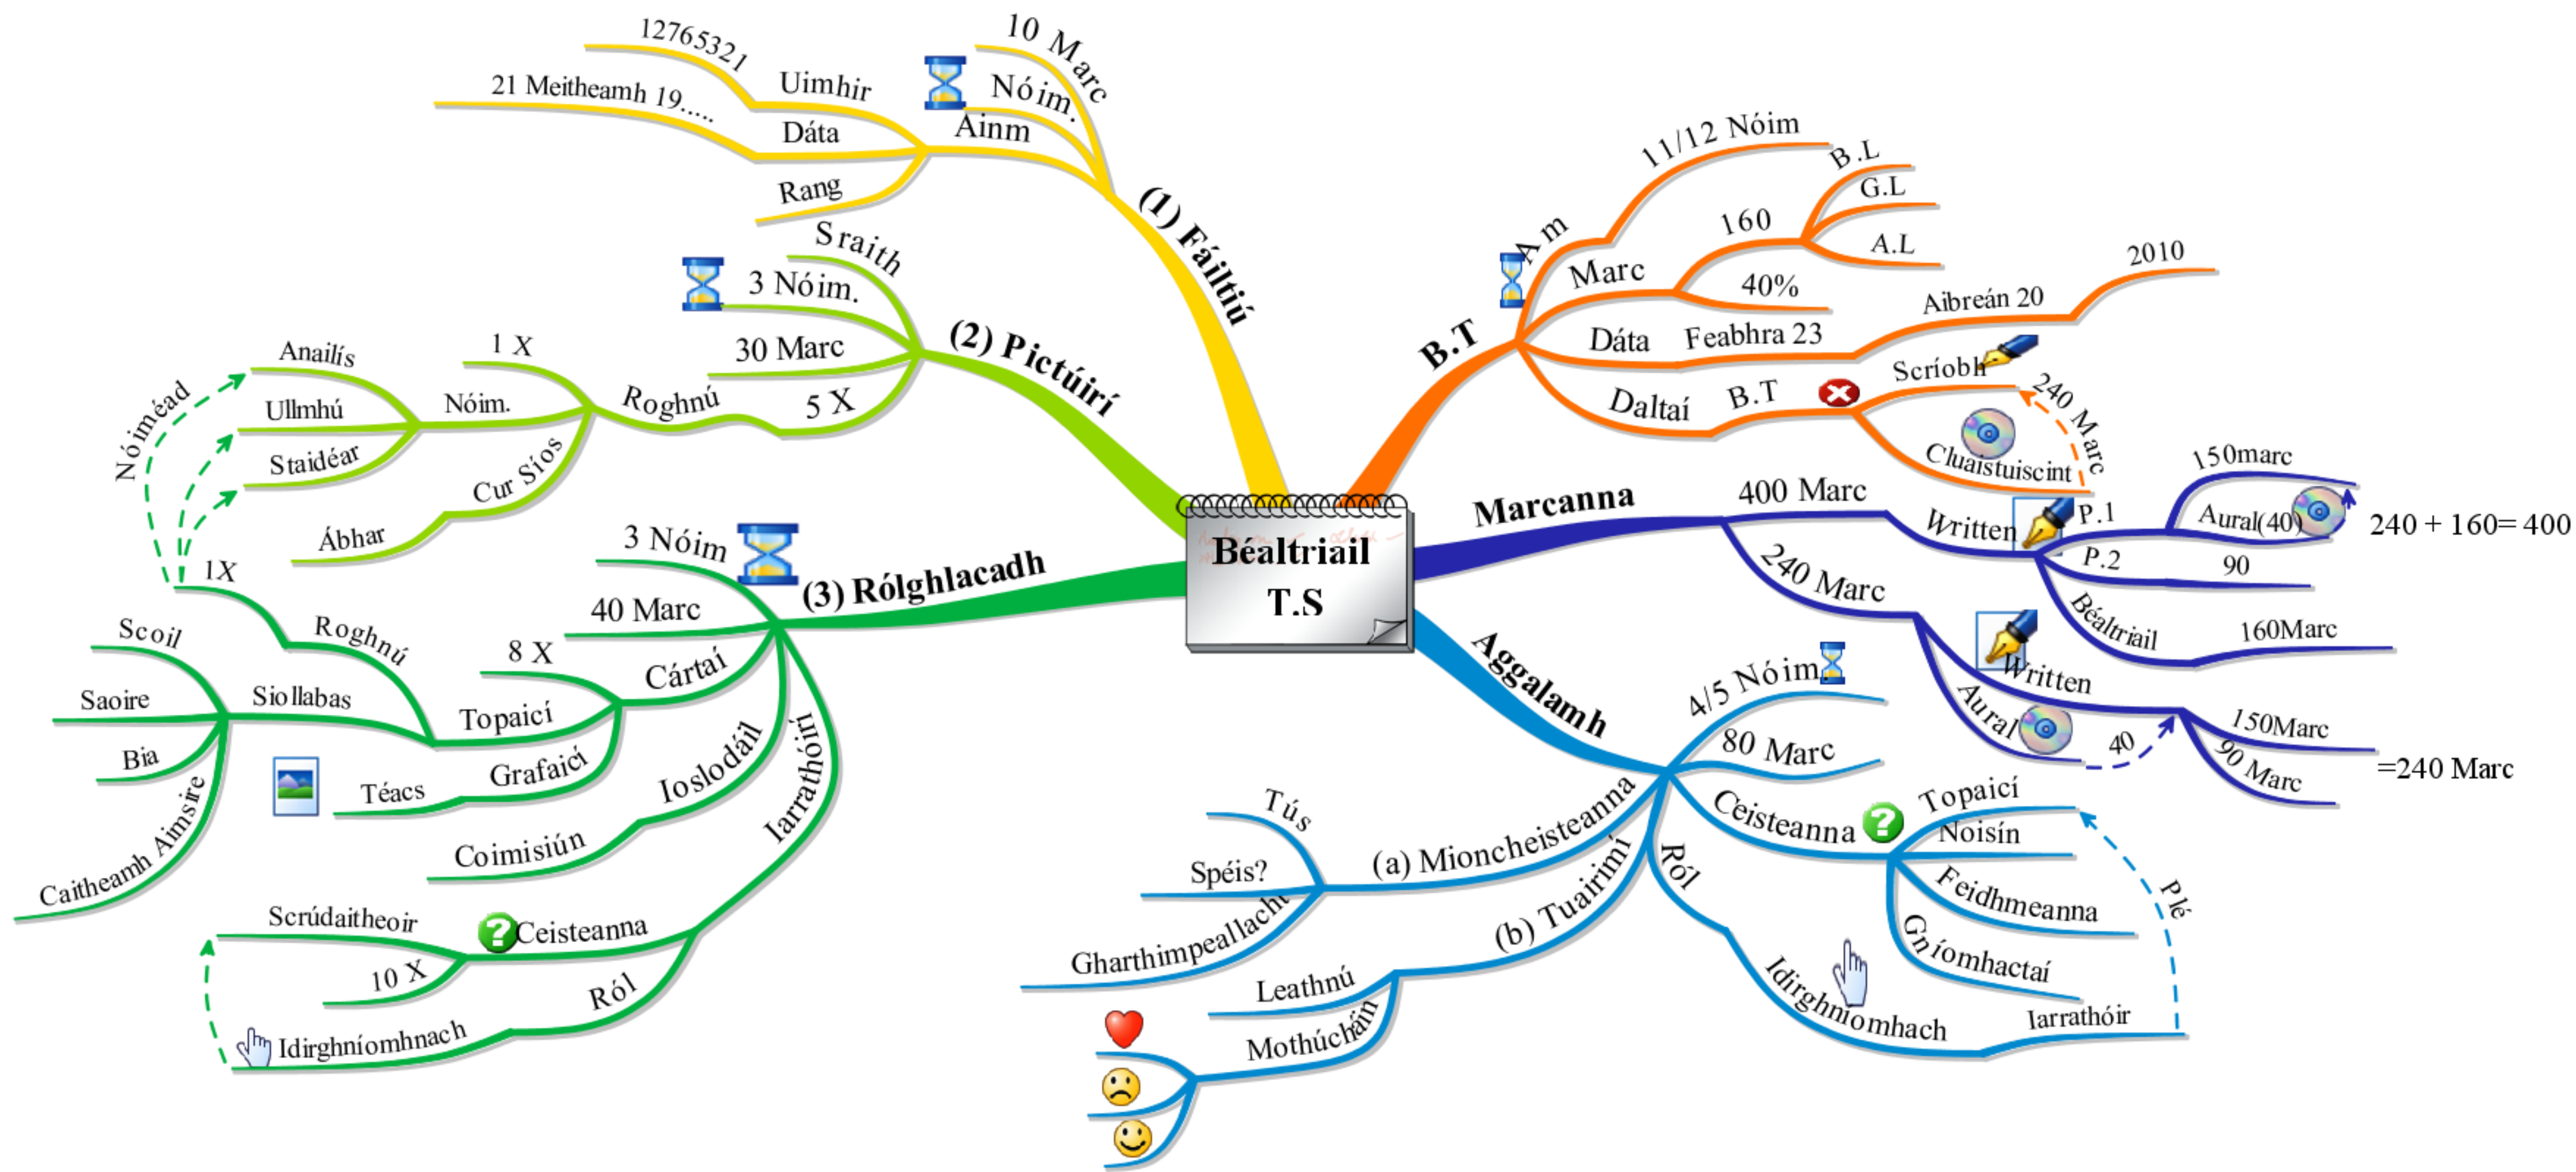 Béaltriail
T.S
(1) Fáiltiú
10 Marc
Nóim.
Ainm
Uimhir
12765321
Dáta
21 Meitheamh 19.....
Rang
(2) Pictúirí
Sraith
3 Nóim.
30 Marc
5 X
Roghnú
1 X
Nóim.
Anailís
Ullmhú
Staidéar
Cur Síos
Ábhar
Nóiméad
(3) Rólghlacadh
3 Nóim
40 Marc
Cártaí
8 X
Topaicí
Roghnú
1X
Siollabas
Scoil
Saoire
Bia
Caitheamh Aimsire
Grafaicí
Téacs
Íoslodáil
Coimisiún
Iarrathóirí
Ceisteanna
Scrúdaitheoir
10 X
Ról
Idirghníomhnach
B.T
Am
11/12 Nóim
Marc
160
B.L
G.L
A.L
40%
Dáta
Feabhra 23
Aibreán 20
2010
Daltaí
B.T
Scríobh
Cluaistuiscint
240 Marc
Marcanna
400 Marc
Written
P.1
150marc
Aural(40)
240 + 160= 400
P.2
90
Béaltriail
160Marc
240 Marc
Written
150Marc
90 Marc
=240 Marc
Aural
40
Aggalamh
4/5 Nóim.
80 Marc
Ceisteanna
Topaicí
Noisín
Feidhmeanna
Gníomhactaí
Plé
Ról
Idirghníomhach
Iarrathóir
(a) Mioncheisteanna
Tús
Spéis?
Gharthimpeallacht
(b) Tuairimí
Leathnú
Mothúcháin